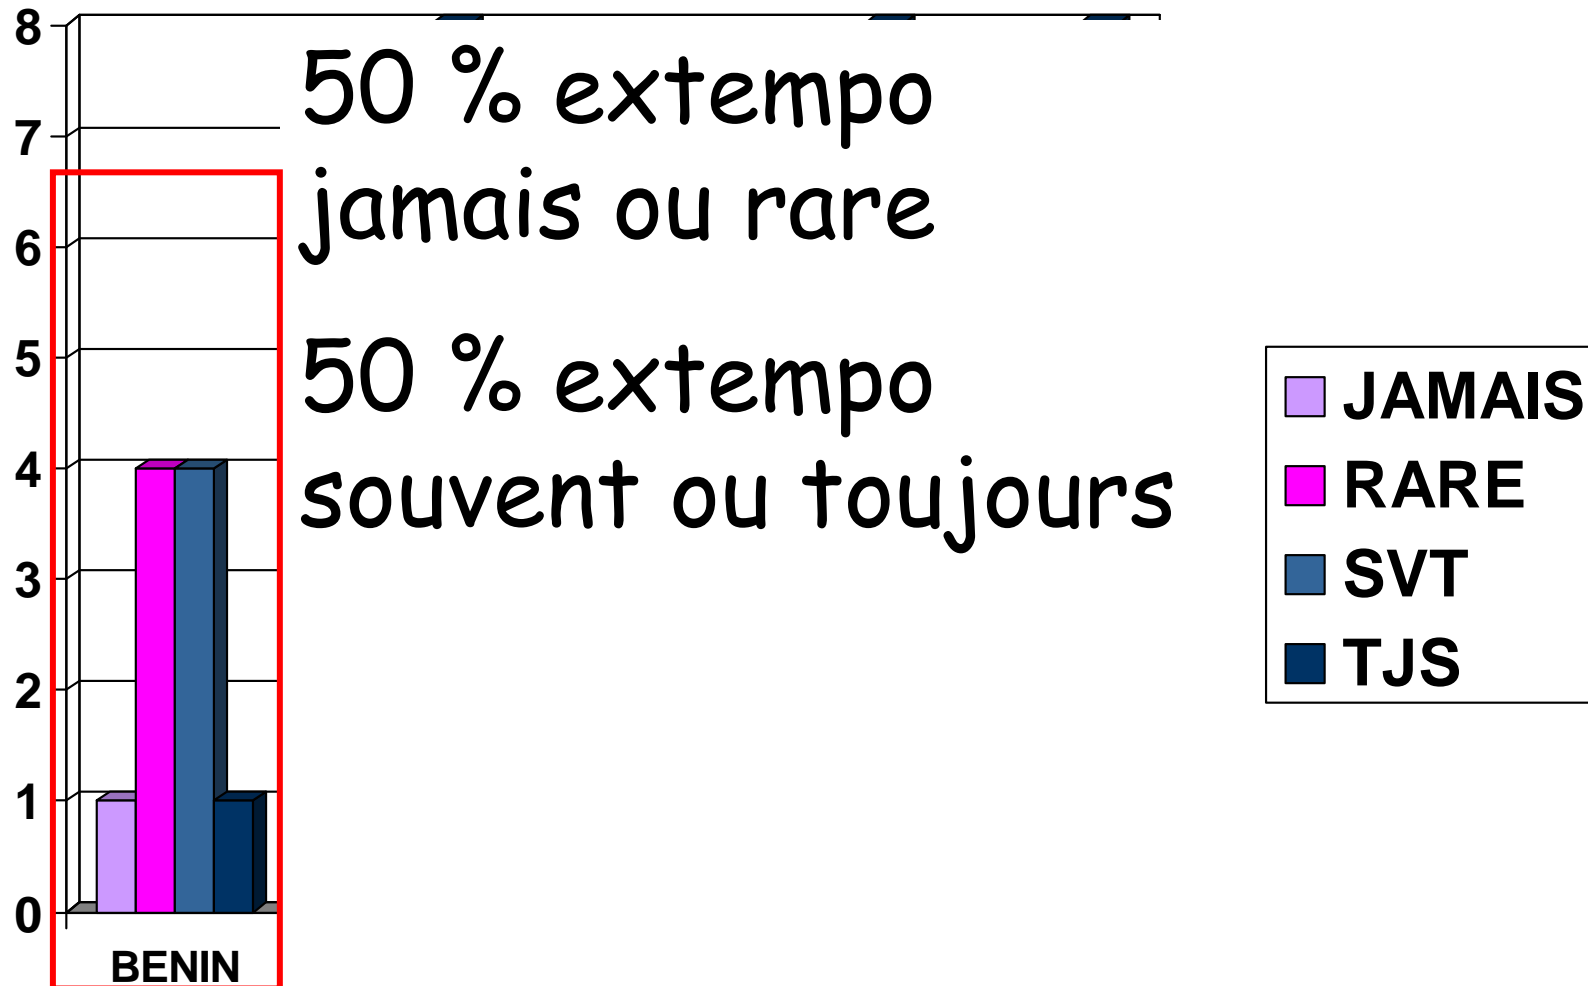 8
7
6
5
4
3
2
1
0
BENIN
50 % extempo
jamais ou rare
50 % extempo
souvent ou toujours
JAMAIS
RARE
SVT
TJS